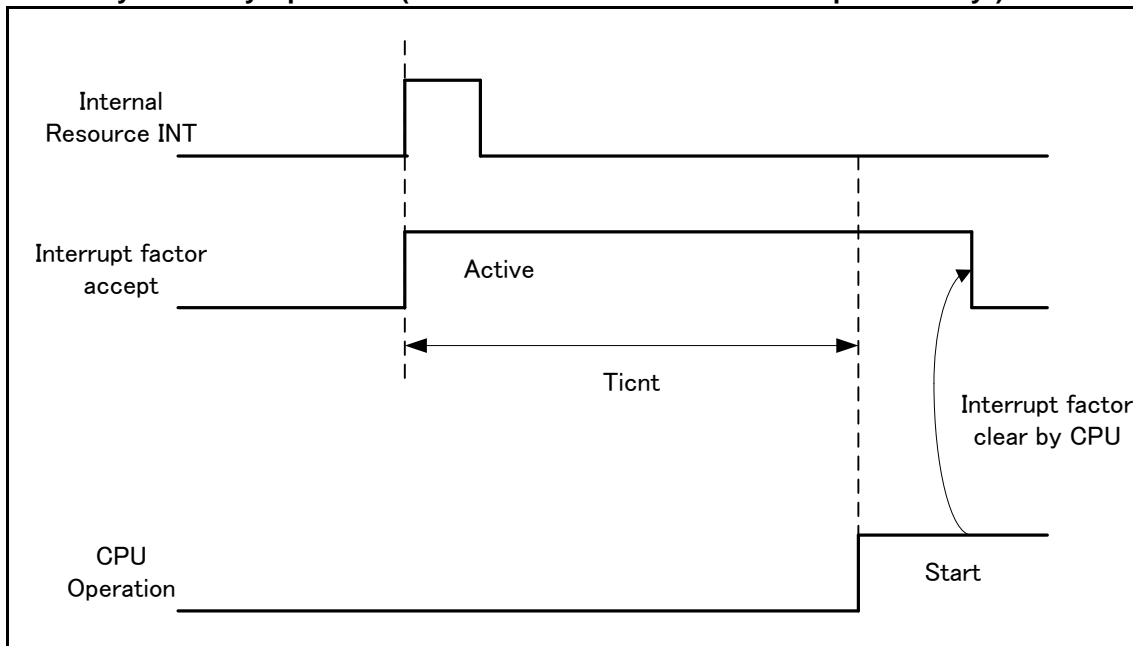 Internal
Resource INT
Interrupt factor
accept
Active
Ticnt
Interrupt factor
clear by CPU
CPU
Operation
Start